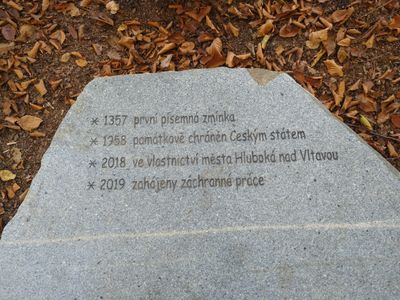 * 1357 první písemná zmínka
* 1958 památkově chráněn Českým státem
* 2018 ve vlastnictví města Hluboká nad Vltavou
* 2019 zahájeny záchranné práce